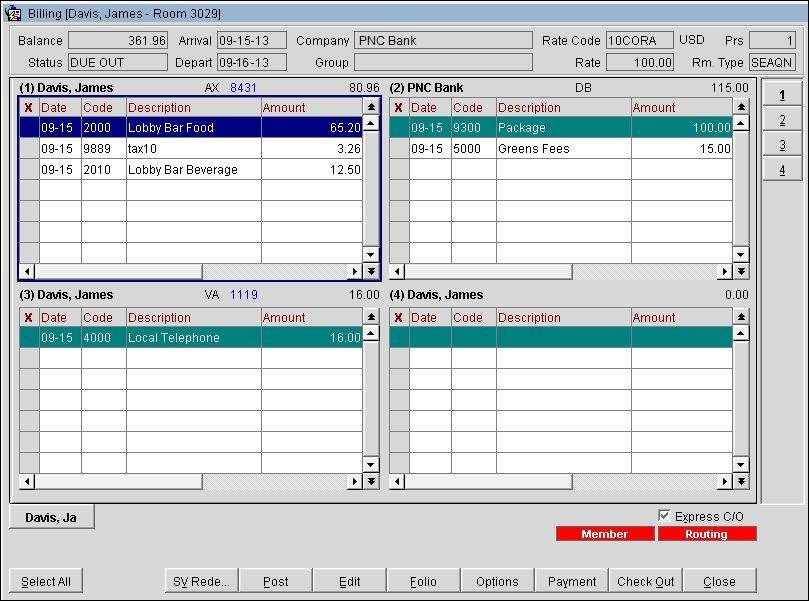 Billing [Davis, James - Room 3029]
Balance 361.96 Arrival 09-15-13 Company PNC Bank Rate Code 10CORA USD Prs 1
Status DUE OUT Depart 09-16-13 Group Rate 100.00 Rm. Type SEAQN
(1) Davis, James AX 8431 80.96 (2) PNC Bank DB 115.00
X Date Code Description Amount X Date Code Description Amount
09-15 2000 Lobby Bar Food 65.20 09-15 9300 Package 100.00
09-15 9889 tax10 3.26 09-15 5000 Greens Fees 15.00
09-15 2010 Lobby Bar Beverage 12.50
1
2
3
4
(3) Davis, James VA 1119 16.00 (4) Davis, James 0.00
X Date Code Description Amount X Date Code Description Amount
09-15 4000 Local Telephone 16.00
Davis, Ja Express C/O
Member Routing
Select All SV Rede... Post Edit Folio Options Payment Check Out Close